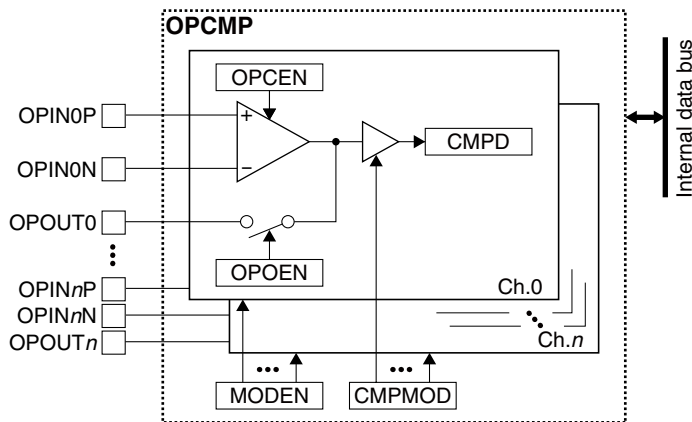 OPCMP
OPCEN
OPIN0P
+
OPIN0N
−
CMPD
OPOUT0
OPOEN
OPINnP
OPINnN
OPOUTn
Ch.0
Ch.n
MODEN
CMPMOD
Internal data bus